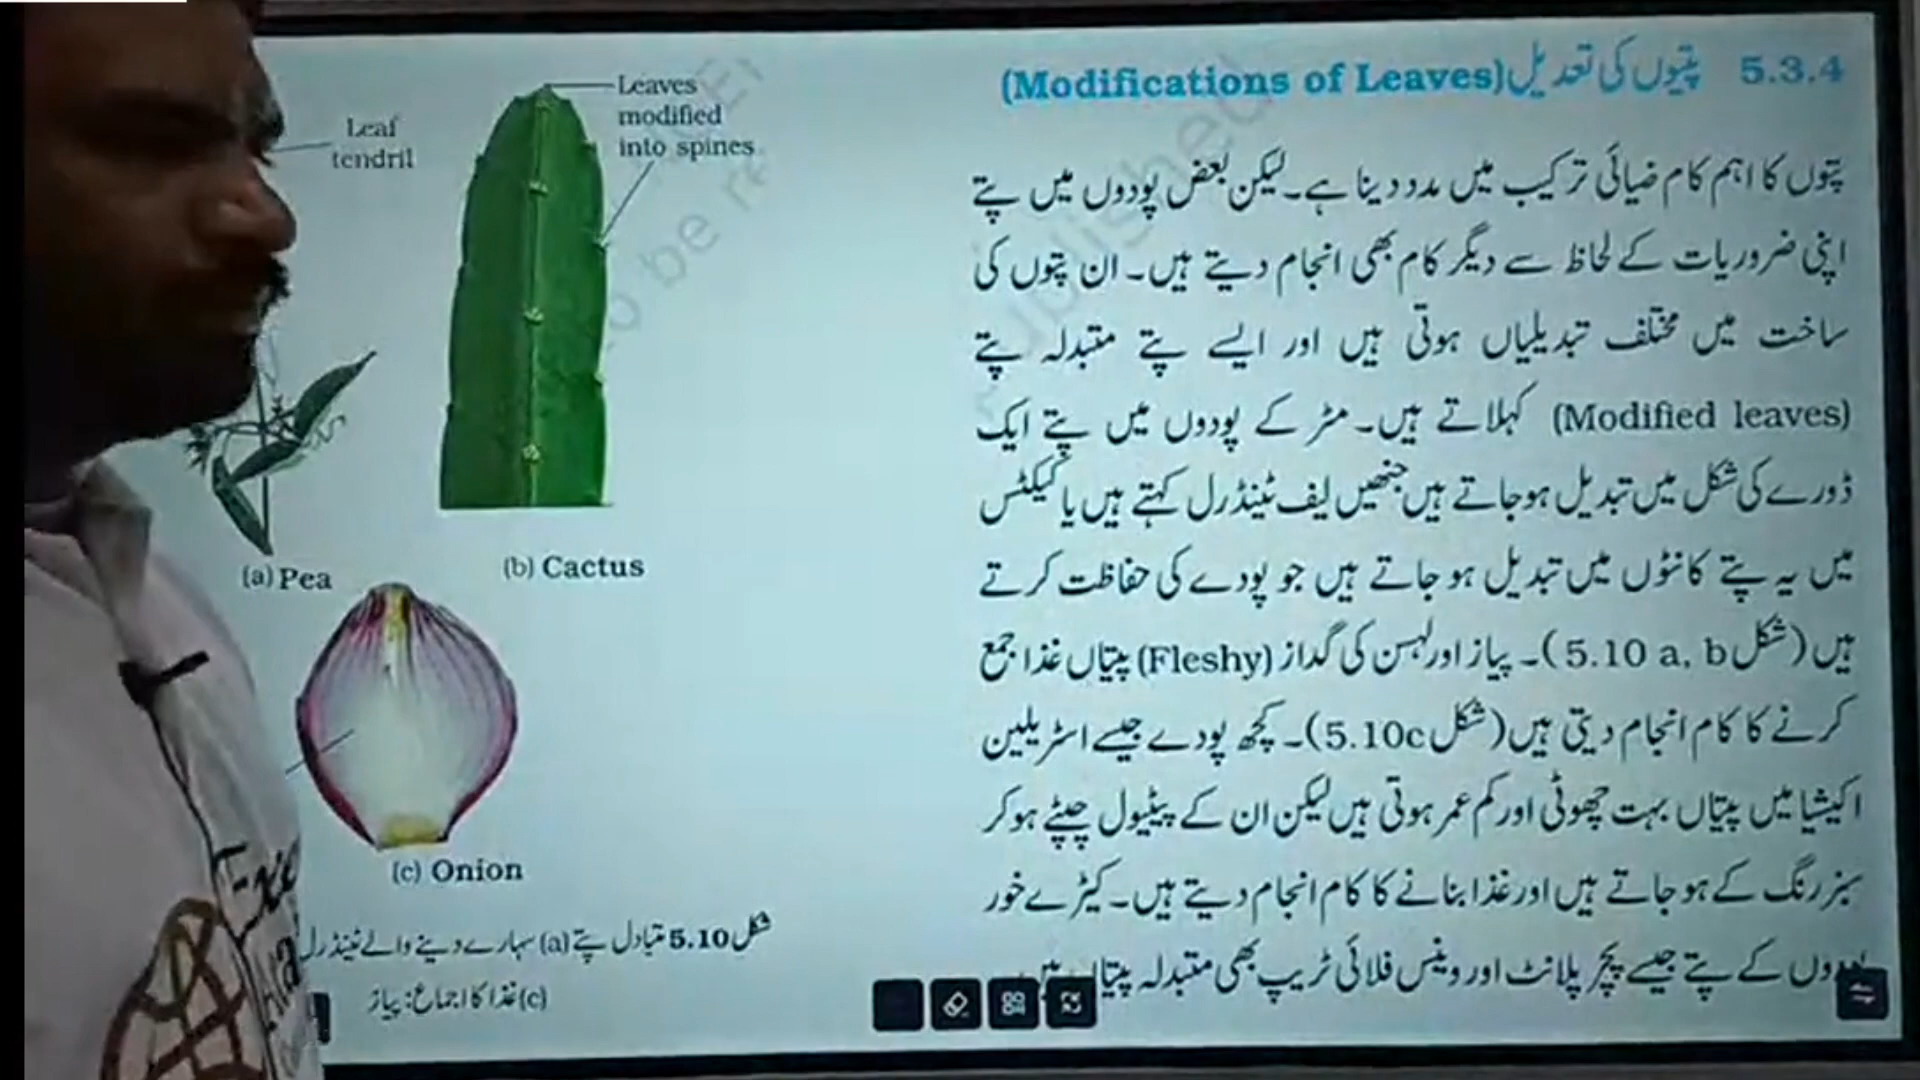 5.3.4 پتیوں کی تعدیل (Modifications of Leaves)
پتوں کا اہم کام ضیائی ترکیب میں مدد دینا ہے۔ لیکن بعض پودوں میں پتے
اپنی ضروریات کے لحاظ سے دیگر کام بھی انجام دیتے ہیں۔ ان پتوں کی
ساخت میں مختلف تبدیلیاں ہوتی ہیں اور ایسے پتے متبدلہ پتے
(Modified leaves) کہلاتے ہیں۔ مٹر کے پودوں میں پتے ایک
ڈورے کی شکل میں تبدیل ہوجاتے ہیں جنھیں لیف ٹینڈرل کہتے ہیں یا کیکٹس
میں یہ پتے کانٹوں میں تبدیل ہو جاتے ہیں جو پودے کی حفاظت کرتے
ہیں (شکل 5.10 a, b)۔ پیاز اور لہسن کی گداز (Fleshy) پیتاں غذا جمع
کرنے کا کام انجام دیتی ہیں (شکل 5.10c)۔ کچھ پودے جیسے اسٹریلین
اکیشیا میں پیتاں بہت چھوٹی اور کم عمر ہوتی ہیں لیکن ان کے پیٹیول چپٹے ہو کر
سبز رنگ کے ہو جاتے ہیں اور غذا بنانے کا کام انجام دیتے ہیں۔ کیڑے خور
کے پتے جیسے پچر پلانٹ اور وینس فلائی ٹریپ بھی متبدلہ پیتاں ہیں
Leaf
tendril
Leaves
modified
into spines
(a) Pea
(b) Cactus
(c) Onion
شکل 5.10 متبادل پتے (a) سہارے دینے والے ٹینڈرل
(c) غذا کا اجماع: پیاز
be
published